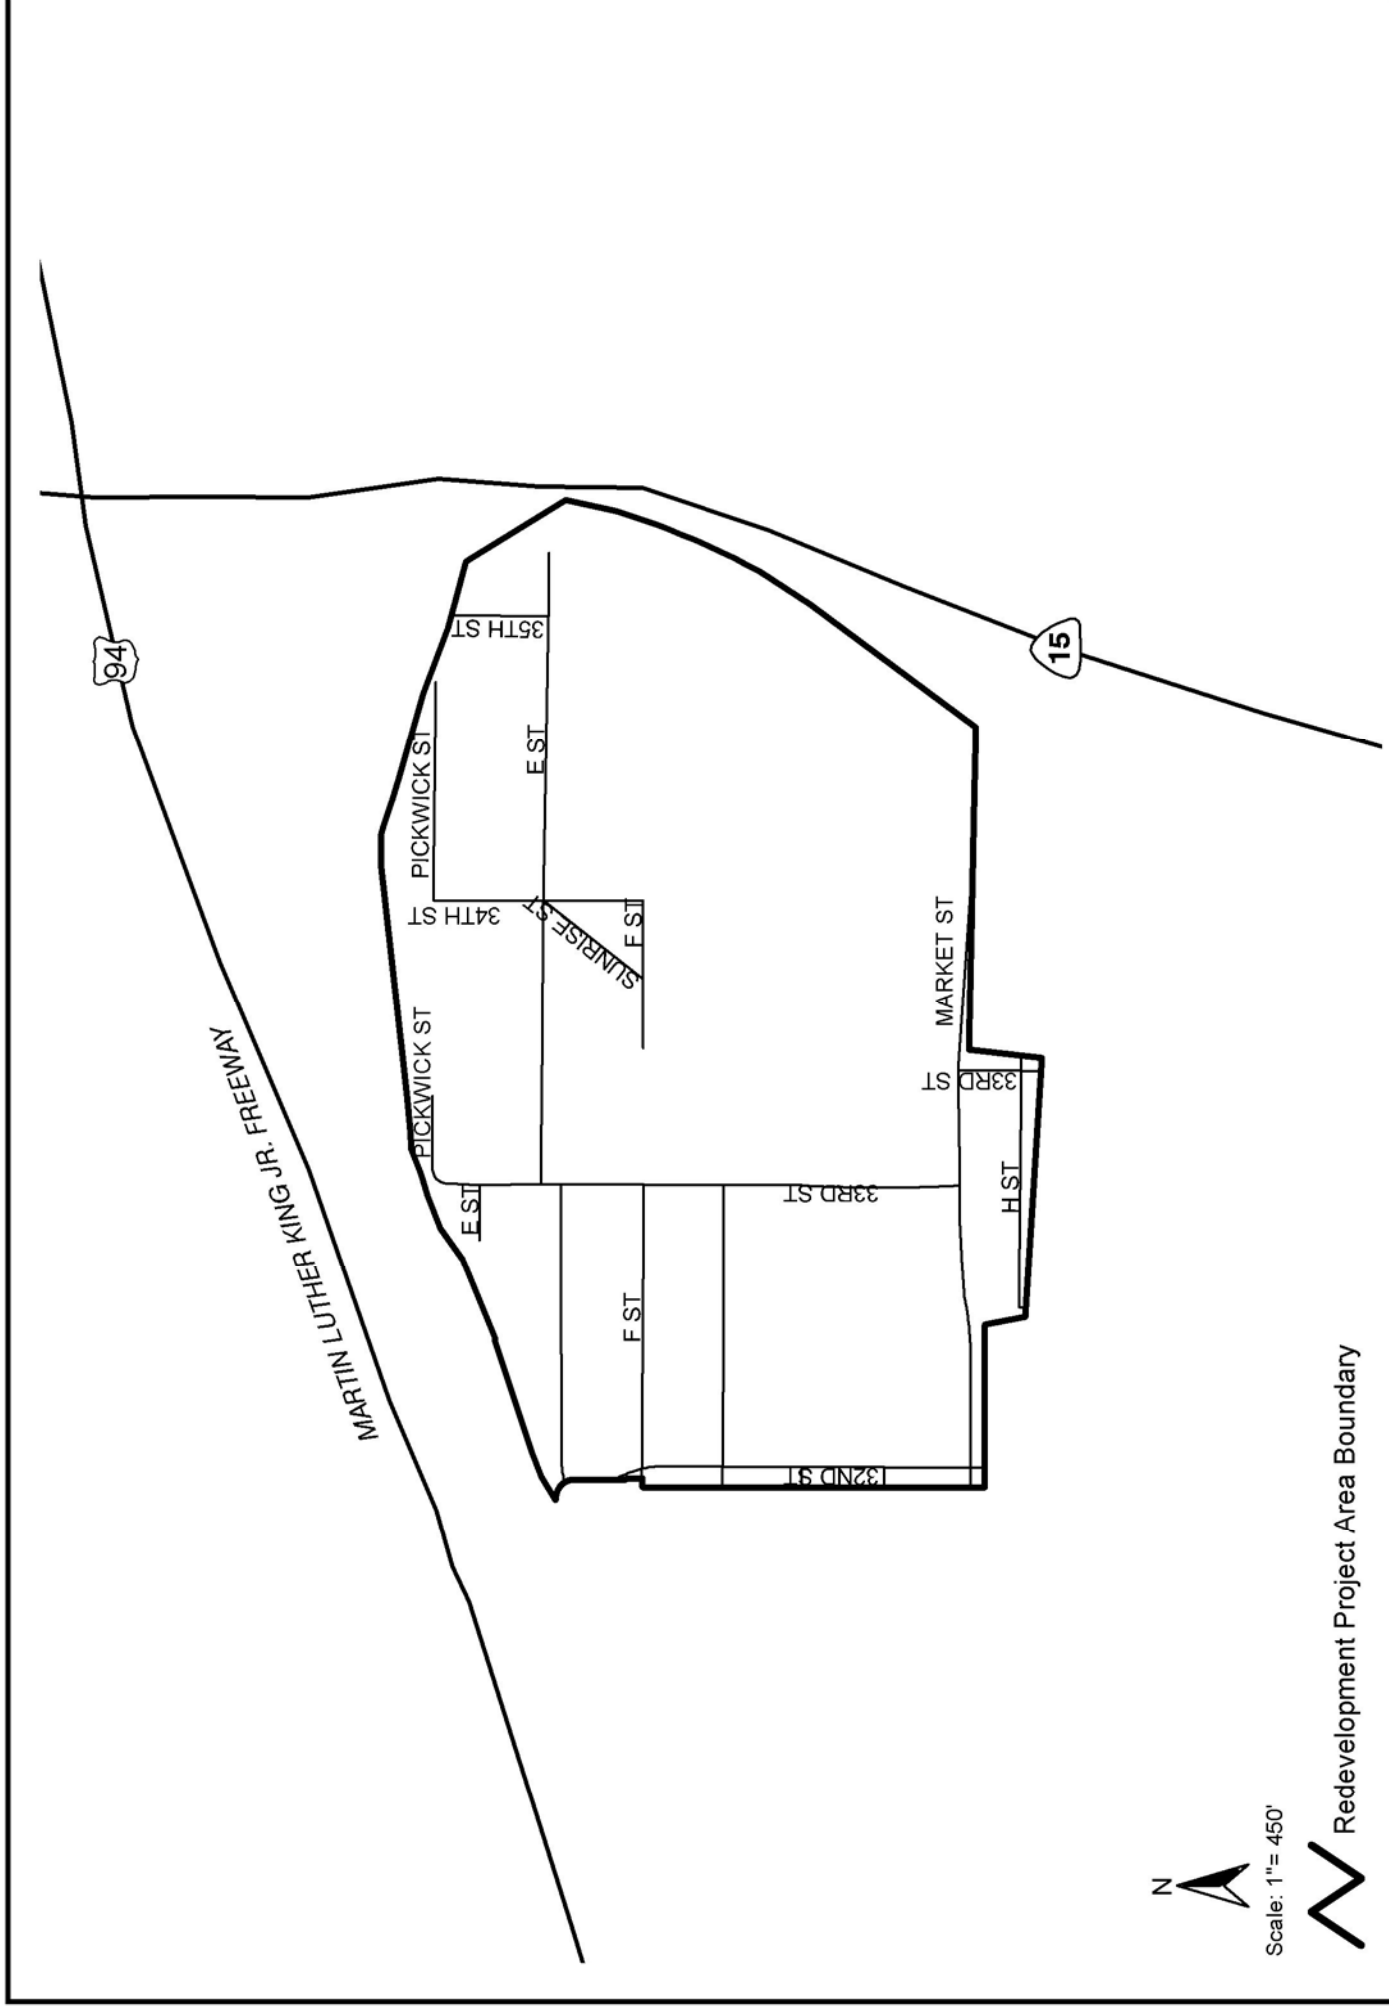 94
MARTIN LUTHER KING JR. FREEWAY
PICKWICK ST
PICKWICK ST
34TH ST
35TH ST
E ST
E ST
SUNRISE ST
F ST
F ST
33RD ST
32ND ST
MARKET ST
33RD ST
H ST
15
N
Scale: 1"= 450'
Redevelopment Project Area Boundary